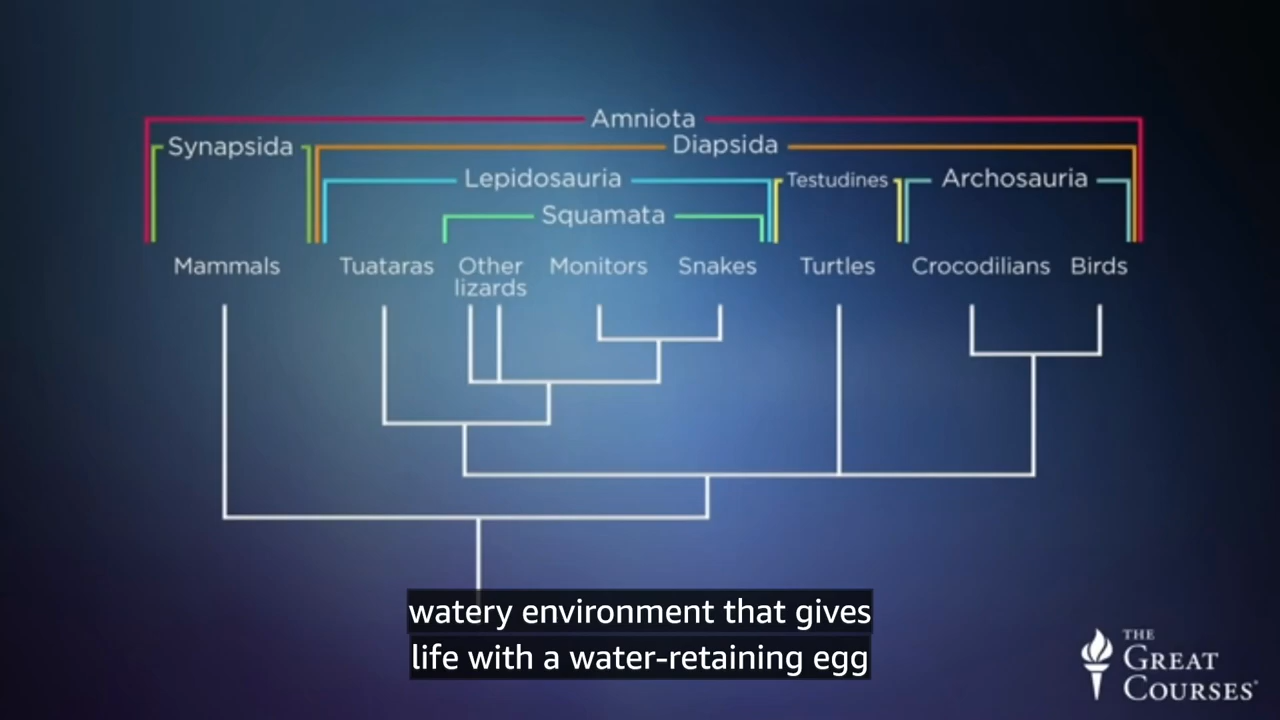 Amniota
Synapsida
Diapsida
Lepidosauria
Testudines
Archosauria
Squamata
Mammals
Tuataras
Other
lizards
Monitors
Snakes
Turtles
Crocodilians
Birds
watery environment that gives
life with a water-retaining egg
THE
GREAT
COURSES